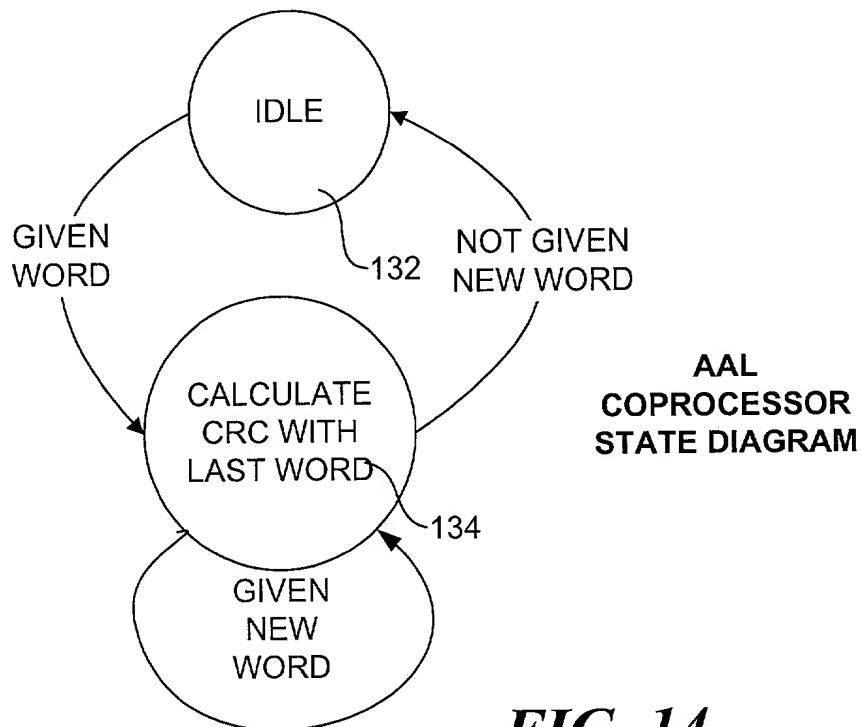 IDLE
GIVEN
WORD
132
NOT GIVEN
NEW WORD
CALCULATE
CRC WITH
LAST WORD
134
AAL
COPROCESSOR
STATE DIAGRAM
GIVEN
NEW
WORD
FIG. 14